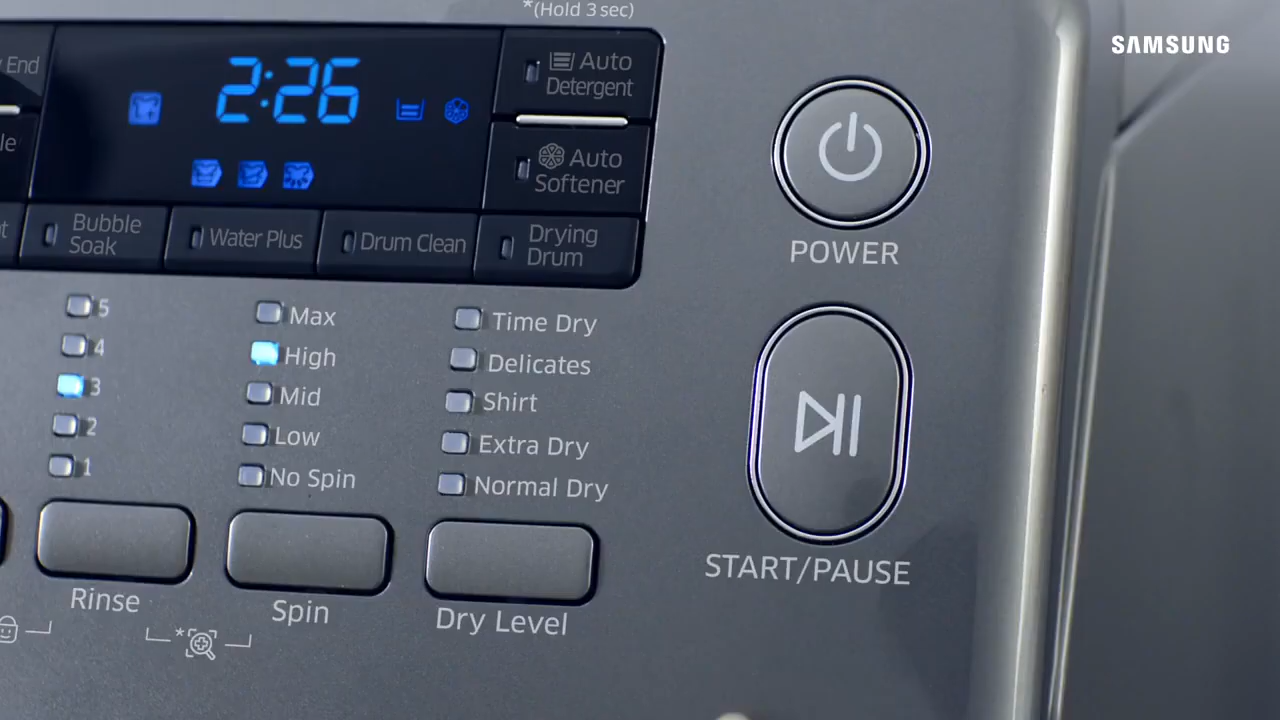 *(Hold 3 sec)
SAMSUNG
End
2:26
Auto
Detergent
Auto
Softener
Bubble
Soak
Water Plus
Drum Clean
Drying
Drum
POWER
5
4
3
2
1
Max
High
Mid
Low
No Spin
Time Dry
Delicates
Shirt
Extra Dry
Normal Dry
START/PAUSE
Rinse
Spin
Dry Level
*